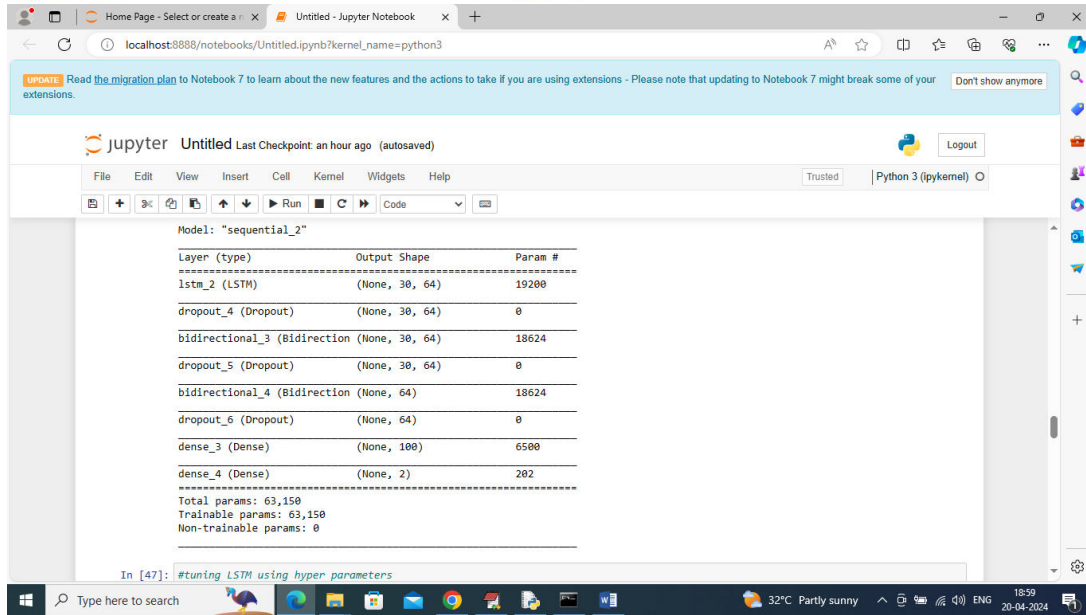 Home Page - Select or create a n
Untitled - Jupyter Notebook
localhost:8888/notebooks/Untitled.ipynb?kernel_name=python3
UPDATE Read the migration plan to Notebook 7 to learn about the new features and the actions to take if you are using extensions - Please note that updating to Notebook 7 might break some of your
extensions.
Don't show anymore
jupyter Untitled Last Checkpoint: an hour ago (autosaved)
Logout
File Edit View Insert Cell Kernel Widgets Help
Trusted
Python 3 (ipykernel)
Run
Code
Model: "sequential_2"
Layer (type) Output Shape Param #
lstm_2 (LSTM) (None, 30, 64) 19200
dropout_4 (Dropout) (None, 30, 64) 0
bidirectional_3 (Bidirection (None, 30, 64) 18624
dropout_5 (Dropout) (None, 30, 64) 0
bidirectional_4 (Bidirection (None, 64) 18624
dropout_6 (Dropout) (None, 64) 0
dense_3 (Dense) (None, 100) 6500
dense_4 (Dense) (None, 2) 202
Total params: 63,150
Trainable params: 63,150
Non-trainable params: 0
In [47]: #tuning LSTM using hyper parameters
Type here to search
32°C Partly sunny
ENG
18:59
20-04-2024